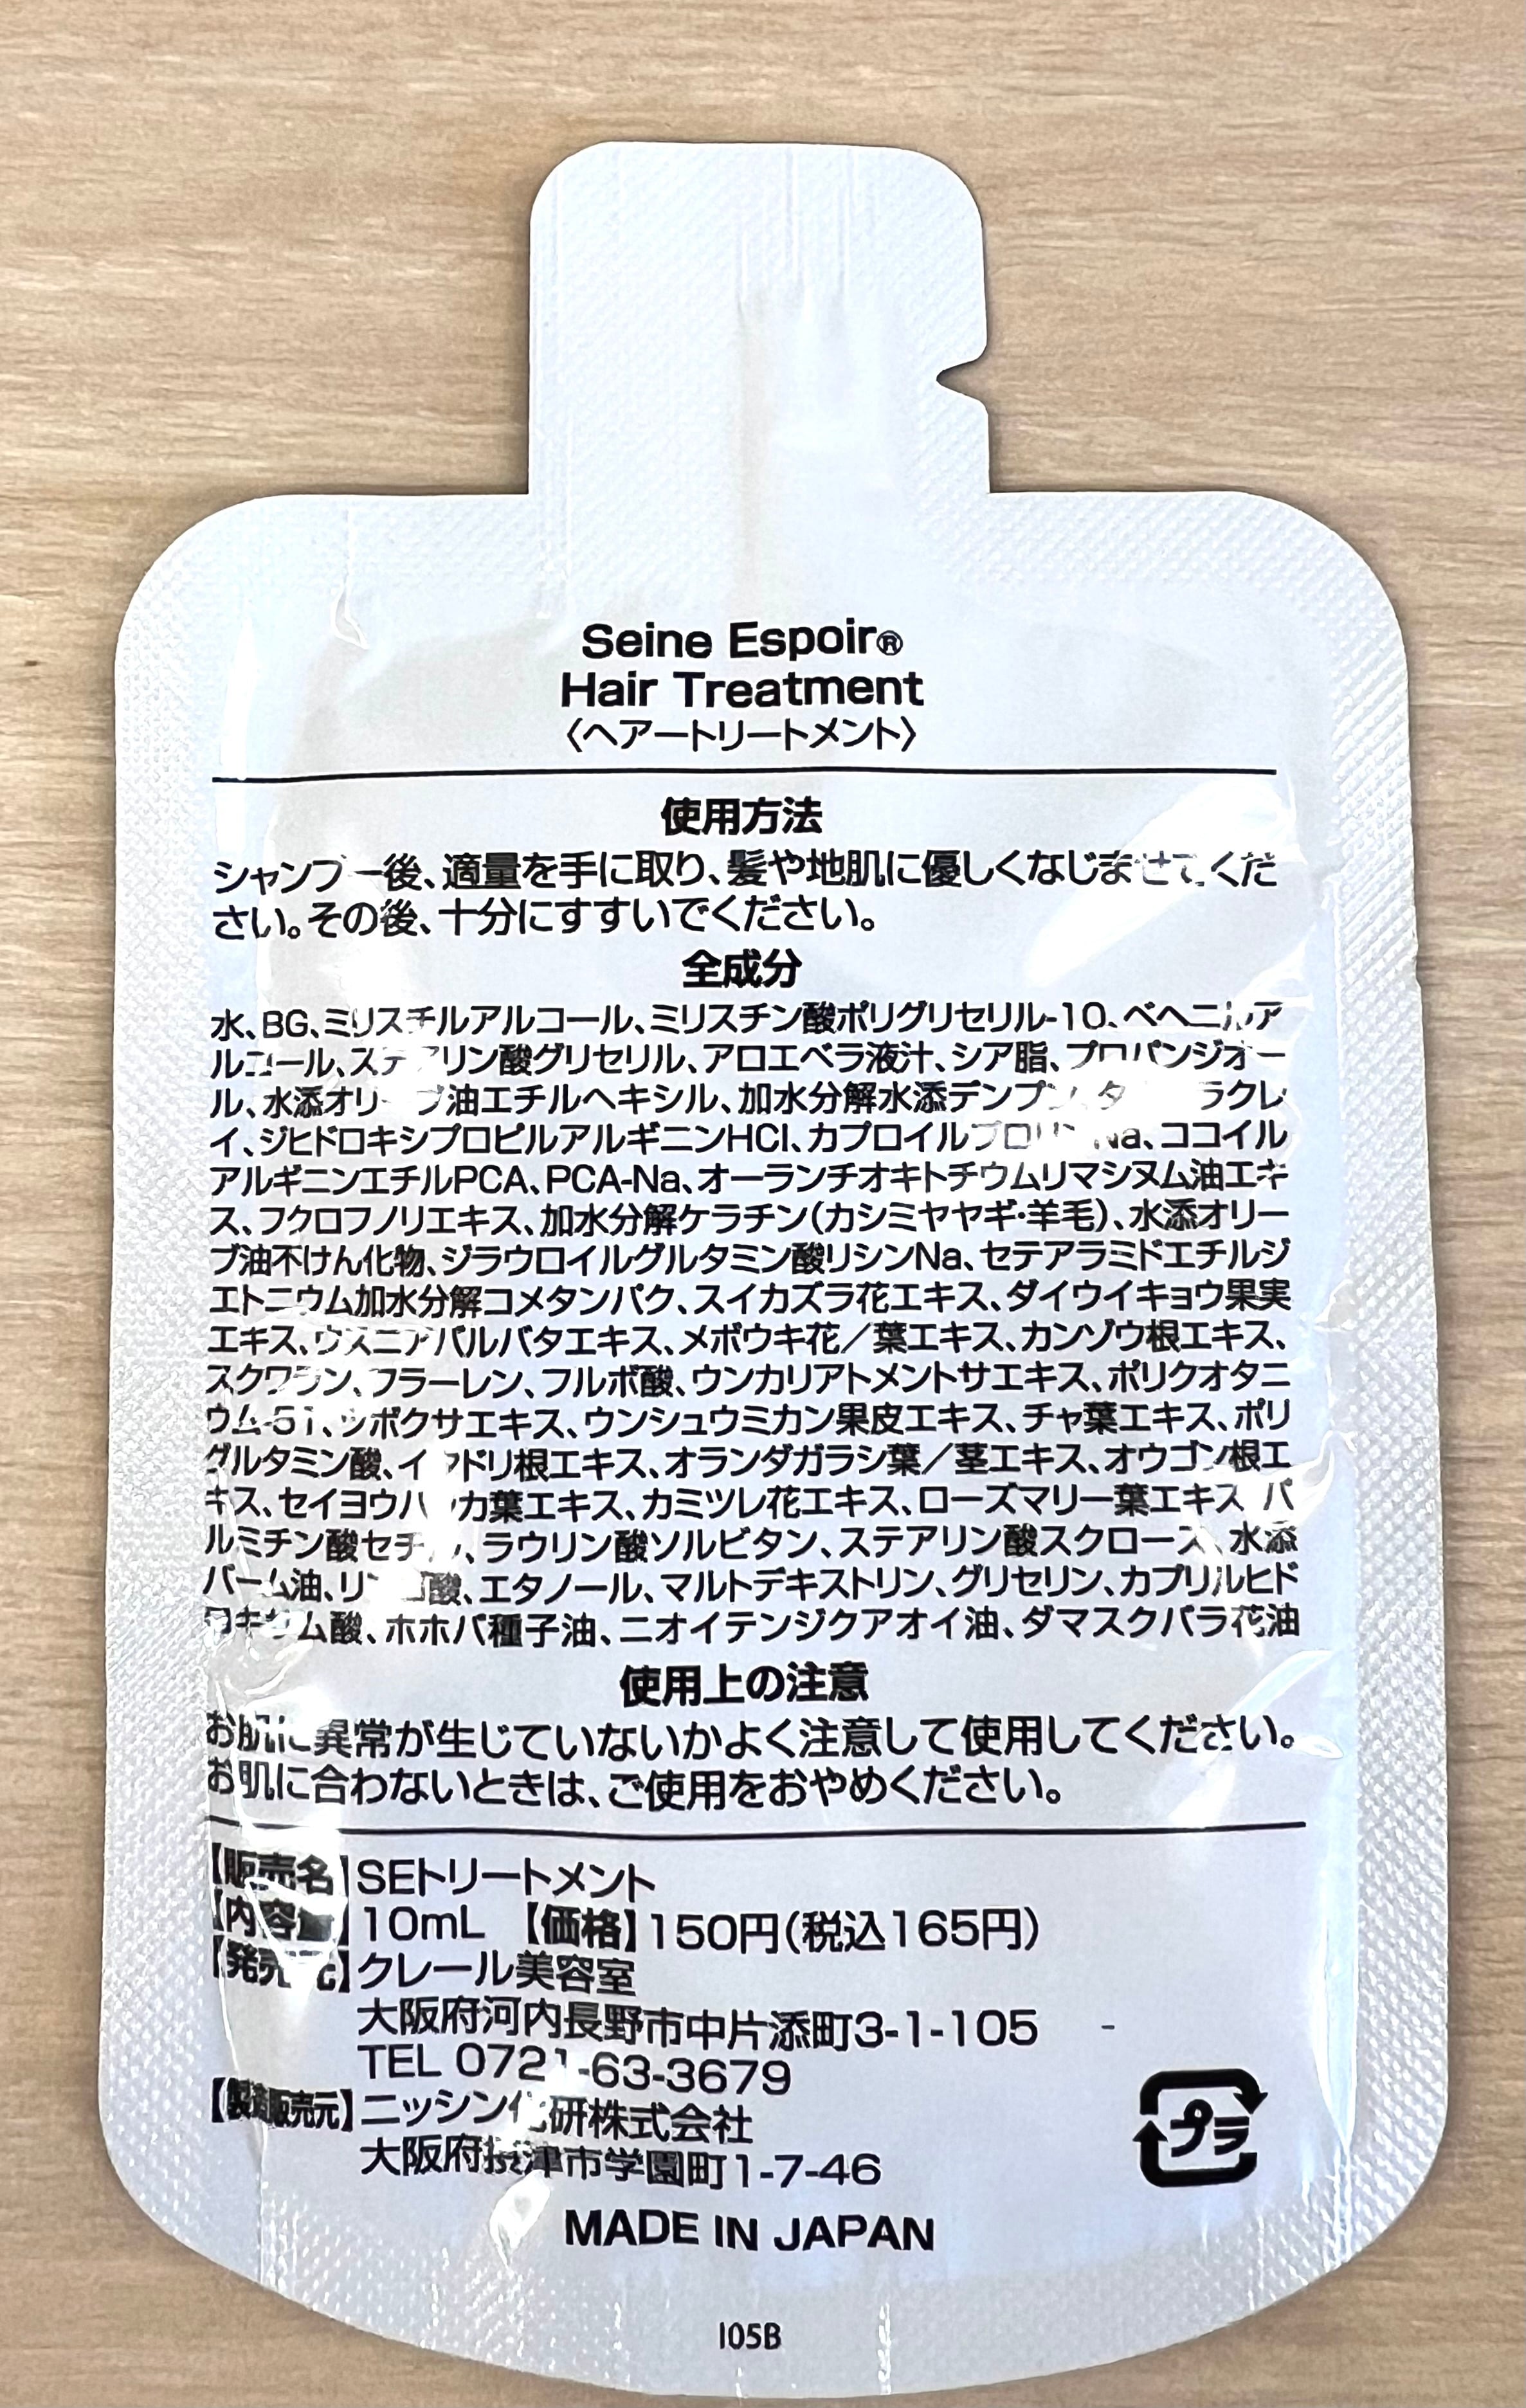 Seine Espoir®
Hair Treatment
〈ヘアートリートメント〉
使用方法
シャンプー後、適量を手に取り、髪や地肌に優しくなじませてくだ
さい。その後、十分にすすいでください。
全成分
水、BG、ミリスチルアルコール、ミリスチン酸ポリグリセリル-10、ベヘニルア
ルコール、ステアリン酸グリセリル、アロエベラ液汁、シア脂、プロパンジオー
ル、水添オリーブ油エチルヘキシル、加水分解水添デンプン、ラクレ
イ、ジヒドロキシプロピルアルギニンHCl、カプロイルプロリンNa、ココイル
アルギニンエチルPCA、PCA-Na、オーランチオキトチウムリマシヌム油エキ
ス、フクロフノリエキス、加水分解ケラチン(カシミヤヤギ・羊毛)、水添オリー
ブ油不けん化物、ジラウロイルグルタミン酸リシンNa、セテアラミドエチルジ
エトニウム加水分解コメタンパク、スイカズラ花エキス、ダイウイキョウ果実
エキス、ウスニアバルバタエキス、メボウキ花/葉エキス、カンゾウ根エキス、
スクワラン、フラーレン、フルボ酸、ウンカリアトメントサエキス、ポリクオタニ
ウム-51、ツボクサエキス、ウンシュウミカン果皮エキス、チャ葉エキス、ポリ
グルタミン酸、イタドリ根エキス、オランダガラシ葉/茎エキス、オウゴン根エ
キス、セイヨウハッカ葉エキス、カミツレ花エキス、ローズマリー葉エキス、パ
ルミチン酸セチル、ラウリン酸ソルビタン、ステアリン酸スクロース、水添
パーム油、リンゴ酸、エタノール、マルトデキストリン、グリセリン、カプリルヒド
ロキサム酸、ホホバ種子油、ニオイテンジクアオイ油、ダマスクバラ花油
使用上の注意
お肌に異常が生じていないかよく注意して使用してください。
お肌に合わないときは、ご使用をおやめください。
【販売名】SEトリートメント
【内容量】10mL 【価格】150円(税込165円)
【発売元】クレール美容室
大阪府河内長野市中片添町3-1-105
TEL 0721-63-3679
【製造販売元】ニッシン化研株式会社
大阪府摂津市学園町1-7-46
プラ
MADE IN JAPAN
I05B